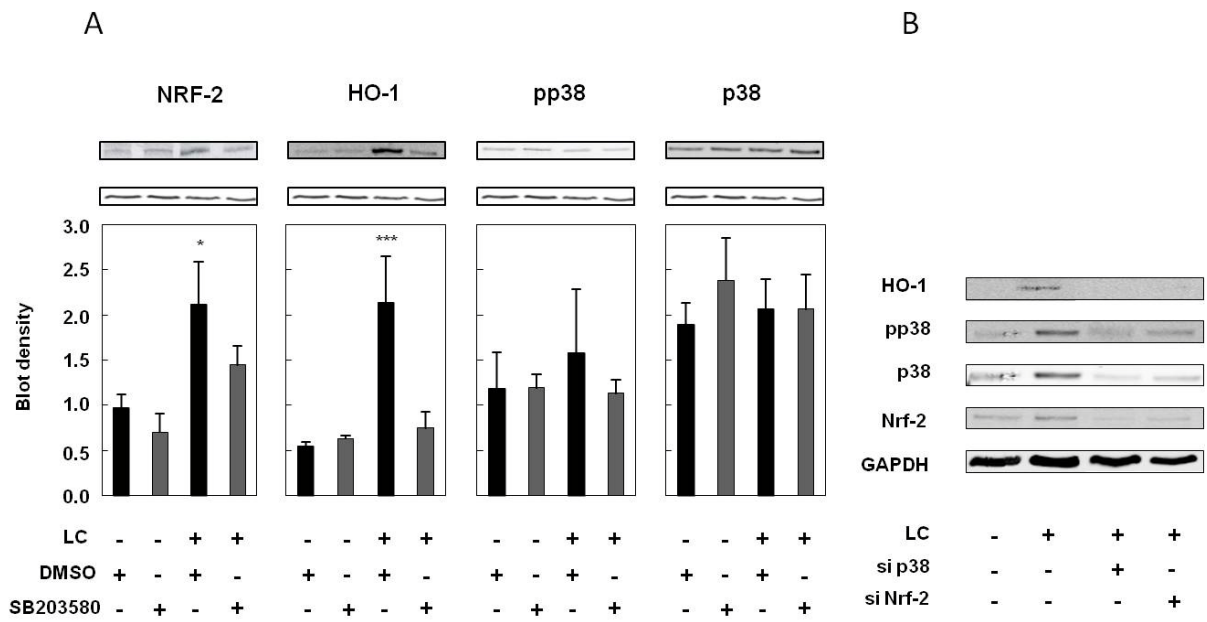 A
B
NRF-2 HO-1 pp38 p38
3.0
* ***
2.5
2.0
1.5
1.0
0.5
0.0
Blot density
LC - - + + - - + + - - + + - - + +
DMSO + - + - + - + - + - + - + - + -
SB203580 - + - + - + - + - + - + - + - +
HO-1
pp38
p38
Nrf-2
GAPDH
LC - + + +
si p38 - - + -
si Nrf-2 - - - +